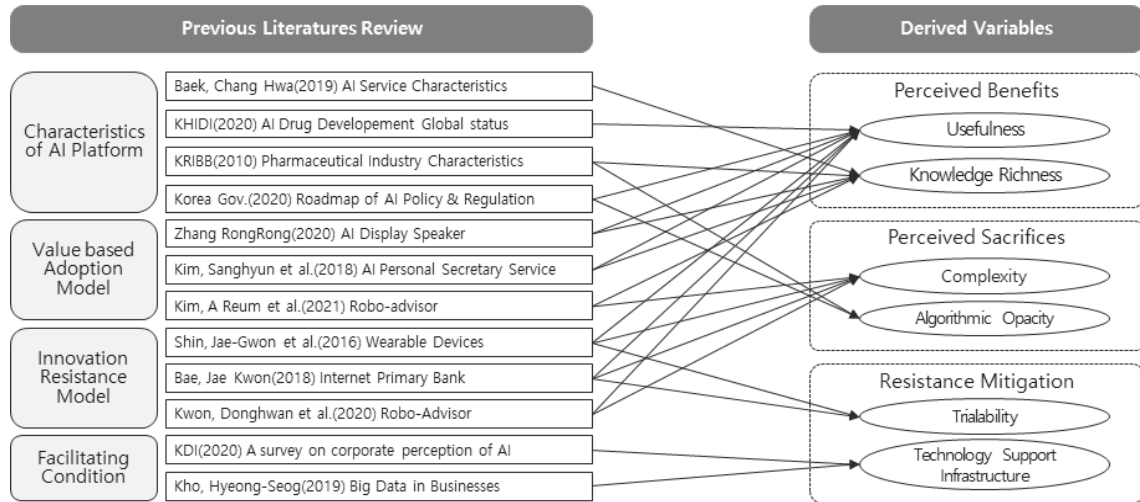 Previous Literatures Review
Derived Variables
Characteristics
of AI Platform
Baek, Chang Hwa(2019) AI Service Characteristics
KHIDI(2020) AI Drug Developement Global status
KRIBB(2010) Pharmaceutical Industry Characteristics
Korea Gov.(2020) Roadmap of AI Policy & Regulation
Value based
Adoption
Model
Zhang RongRong(2020) AI Display Speaker
Kim, Sanghyun et al.(2018) AI Personal Secretary Service
Kim, A Reum et al.(2021) Robo-advisor
Innovation
Resistance
Model
Shin, Jae-Gwon et al.(2016) Wearable Devices
Bae, Jae Kwon(2018) Internet Primary Bank
Kwon, Donghwan et al.(2020) Robo-Advisor
Facilitating
Condition
KDI(2020) A survey on corporate perception of AI
Kho, Hyeong-Seog(2019) Big Data in Businesses
Perceived Benefits
Usefulness
Knowledge Richness
Perceived Sacrifices
Complexity
Algorithmic Opacity
Resistance Mitigation
Trialability
Technology Support
Infrastructure